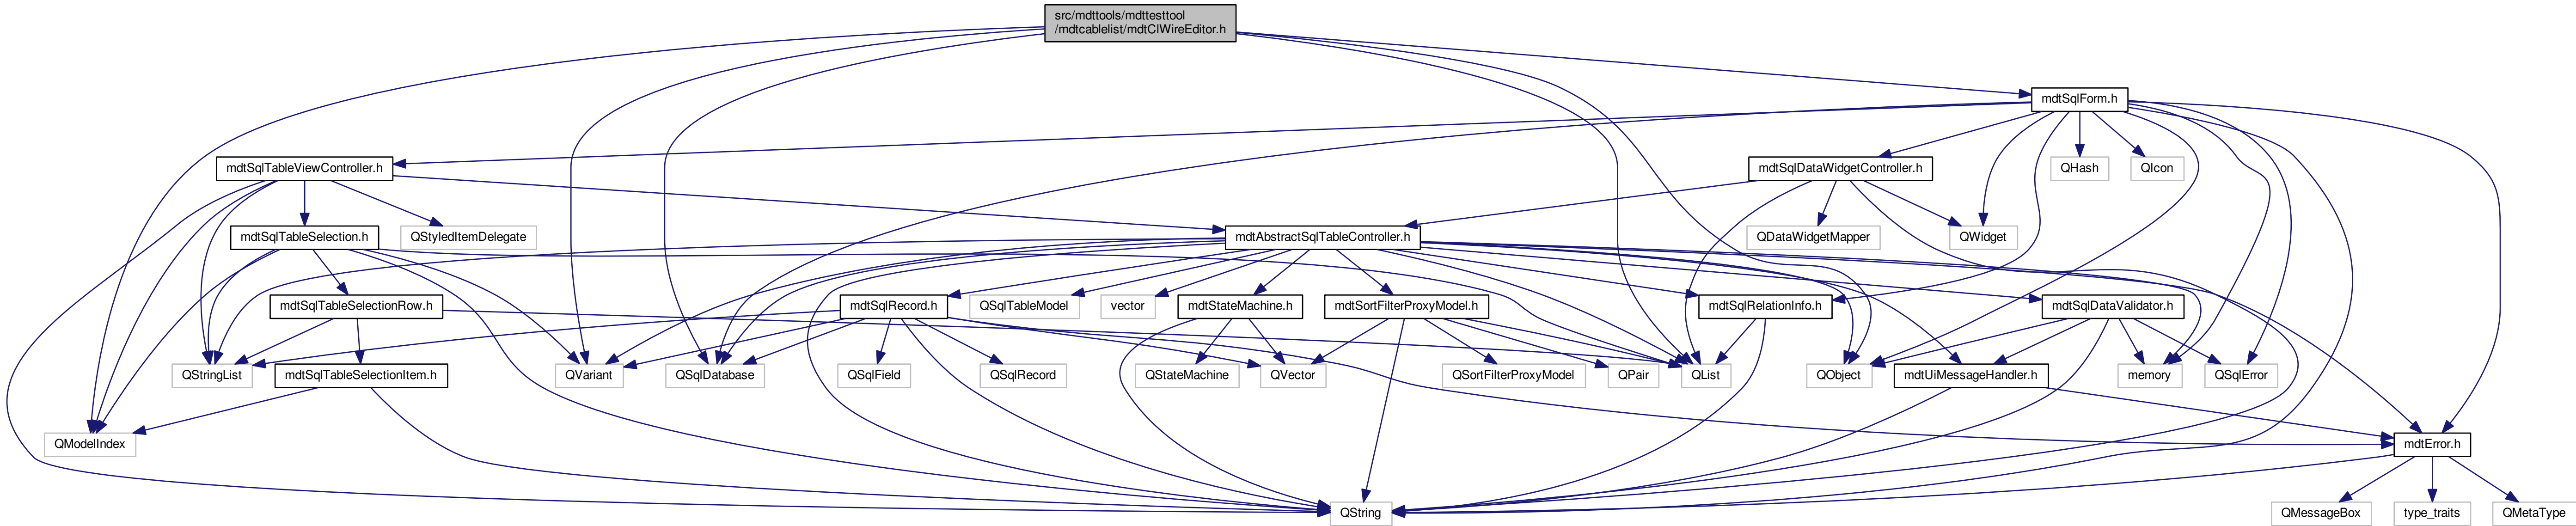 src/mdttools/mdttesttool
/mdtcablelist/mdtClWireEditor.h
mdtSqlForm.h
mdtSqlTableViewController.h
mdtSqlDataWidgetController.h
QHash
QIcon
mdtSqlTableSelection.h
QStyledItemDelegate
mdtAbstractSqlTableController.h
QDataWidgetMapper
QWidget
mdtSqlTableSelectionRow.h
mdtSqlRecord.h
QSqlTableModel
vector
mdtStateMachine.h
mdtSortFilterProxyModel.h
mdtSqlRelationInfo.h
mdtSqlDataValidator.h
QStringList
mdtSqlTableSelectionItem.h
QVariant
QSqlDatabase
QSqlField
QSqlRecord
QStateMachine
QVector
QSortFilterProxyModel
QPair
QList
QObject
mdtUiMessageHandler.h
memory
QSqlError
QModelIndex
mdtError.h
QString
QMessageBox
type_traits
QMetaType